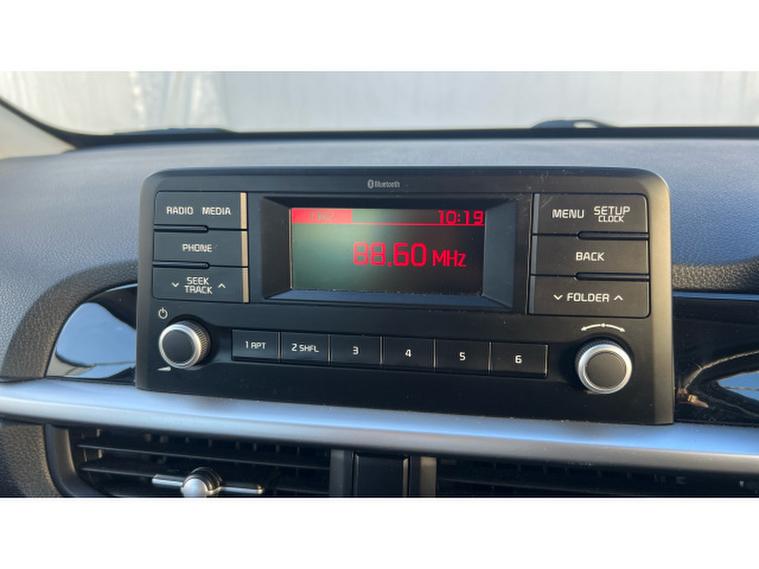 Bluetooth
RADIO MEDIA
PHONE
SEEK
TRACK
10:19
88.60 MHz
MENU SETUP
CLOCK
BACK
FOLDER
1 RPT 2 SHFL 3 4 5 6